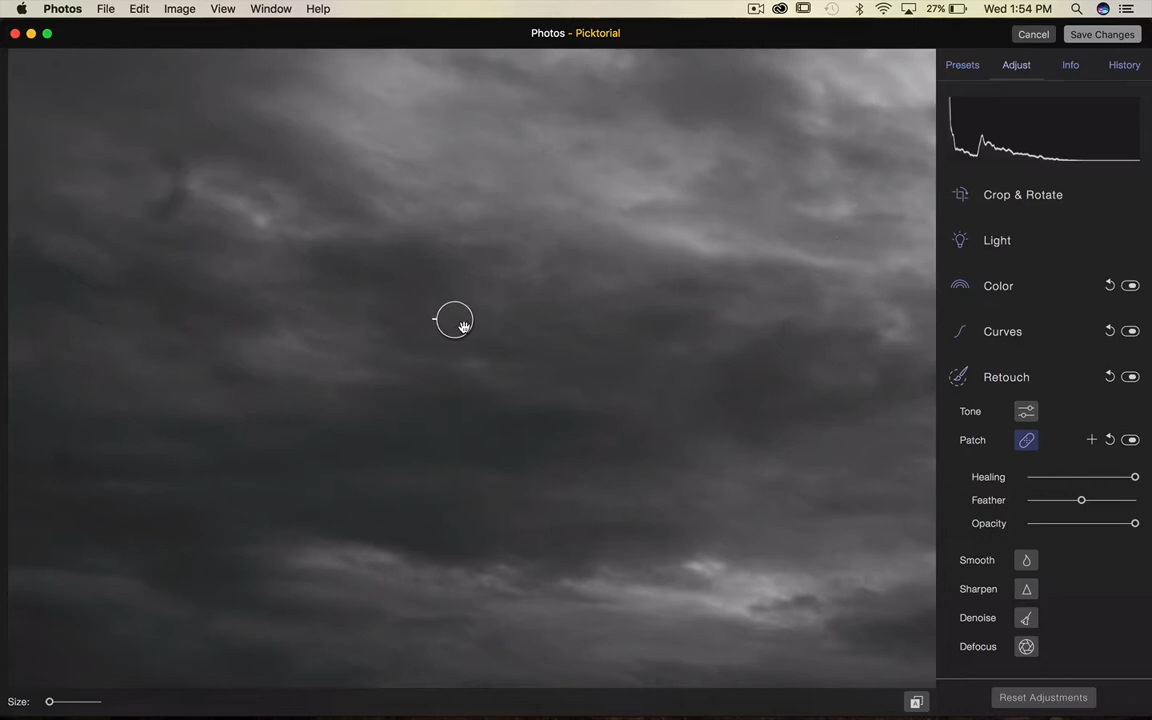 Photos File Edit Image View Window Help 27% Wed 1:54 PM
Photos - Picktorial Cancel Save Changes
Presets Adjust Info History
Crop & Rotate
Light
Color
Curves
Retouch
Tone
Patch
Healing
Feather
Opacity
Smooth
Sharpen
Denoise
Defocus
Size: A Reset Adjustments